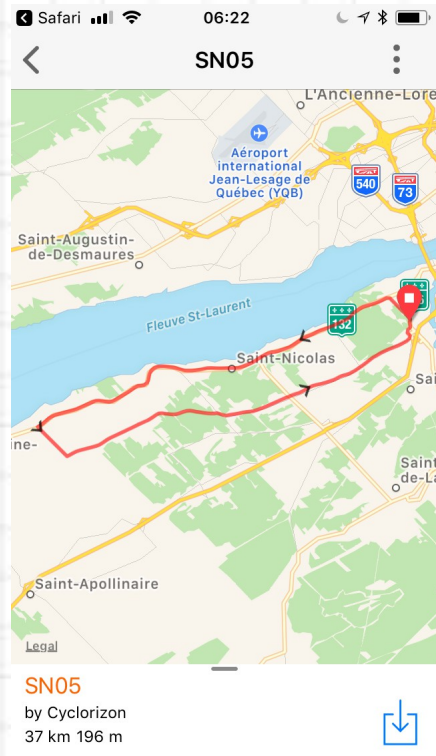 Safari
06:22
SN05
L'Ancienne-Lore
Aéroport
international
Jean-Lesage de
Québec (YQB)
540
73
Saint-Augustin-
de-Desmaures
Fleuve St-Laurent
132
Saint-Nicolas
Sai
ine-
Saint
de-La
Saint-Apollinaire
Legal
SN05
by Cyclorizon
37 km 196 m